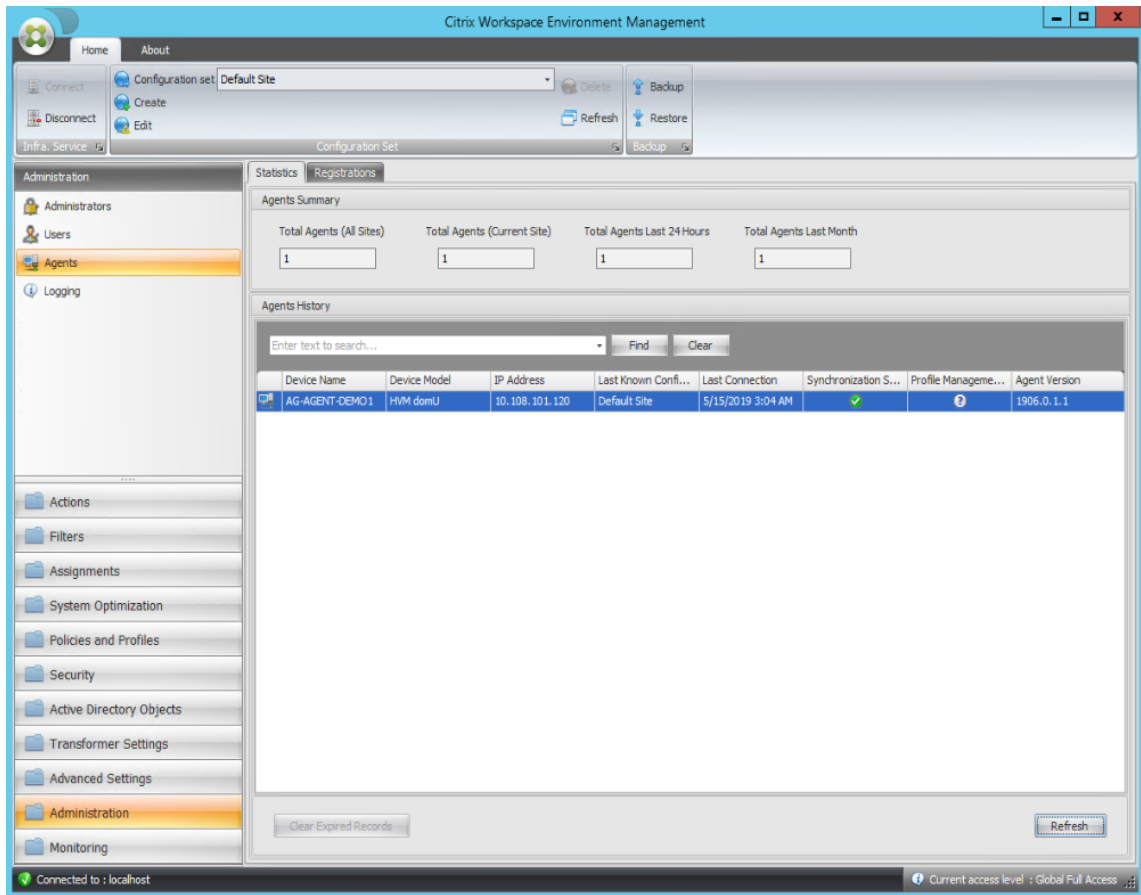 Citrix Workspace Environment Management
Home About
Connect
Disconnect
Infra. Service
Configuration set Default Site
Create
Edit
Delete
Refresh
Configuration Set
Backup
Restore
Backup
Administration
Administrators
Users
Agents
Logging
Actions
Filters
Assignments
System Optimization
Policies and Profiles
Security
Active Directory Objects
Transformer Settings
Advanced Settings
Administration
Monitoring
Statistics Registrations
Agents Summary
Total Agents (All Sites) Total Agents (Current Site) Total Agents Last 24 Hours Total Agents Last Month
1 1 1 1
Agents History
Enter text to search... Find Clear
Device Name Device Model IP Address Last Known Confi... Last Connection Synchronization S... Profile Manageme... Agent Version
AG-AGENT-DEMO1 HVM domU 10.108.101.120 Default Site 5/15/2019 3:04 AM 1906.0.1.1
Clear Expired Records Refresh
Connected to : localhost Current access level : Global Full Access